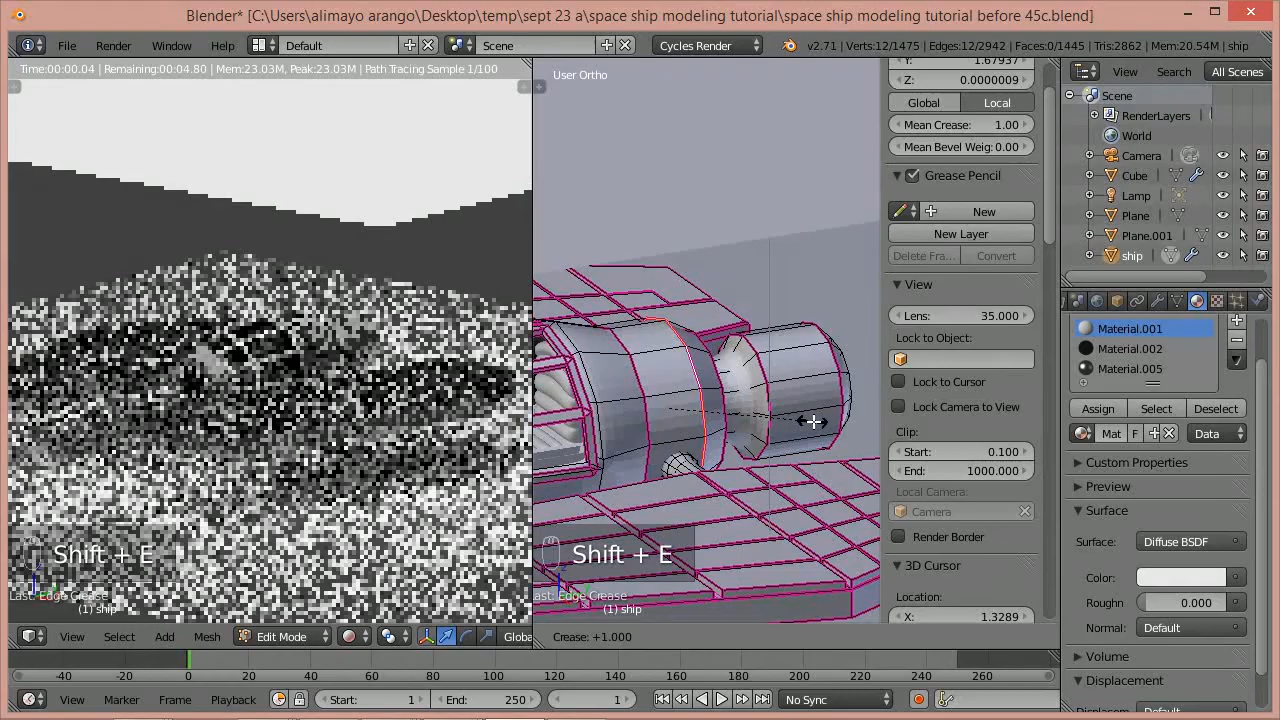 Blender* [C:\Users\alimayo arango\Desktop\temp\sept 23 a\space ship modeling tutorial\space ship modeling tutorial before 45c.blend]
File Render Window Help Default Scene Cycles Render v2.71 | Verts:12/1475 | Edges:12/2942 | Faces:0/1445 | Tris:2862 | Mem:20.54M | ship
Time:00:00.04 | Remaining:00:04.80 | Mem:23.03M, Peak:23.03M | Path Tracing Sample 1/100
User Ortho
Y: 1.67937
Z: 0.0000009
Global Local
Mean Crease: 1.00
Mean Bevel Weig: 0.00
Grease Pencil
New
New Layer
Delete Fra... Convert
View
Lens: 35.000
Lock to Object:
Lock to Cursor
Lock Camera to View
Clip:
Start: 0.100
End: 1000.000
Local Camera:
Camera
Render Border
3D Cursor
Location:
X: 1.3289
View Search All Scenes
Scene
RenderLayers
World
Camera
Cube
Lamp
Plane
Plane.001
ship
Material.001
Material.002
Material.005
Assign Select Deselect
Mat F Data
Custom Properties
Preview
Surface
Surface: Diffuse BSDF
Color:
Roughn 0.000
Normal: Default
Volume
Displacement
Shift + E
Last: Edge Crease
(1) ship
Shift + E
Last: Edge Crease
(1) ship
View Select Add Mesh Edit Mode Globa
Crease: +1.000
-40 -20 0 20 40 60 80 100 120 140 160 180 200 220 240 260
View Marker Frame Playback Start: 1 End: 250 1 No Sync